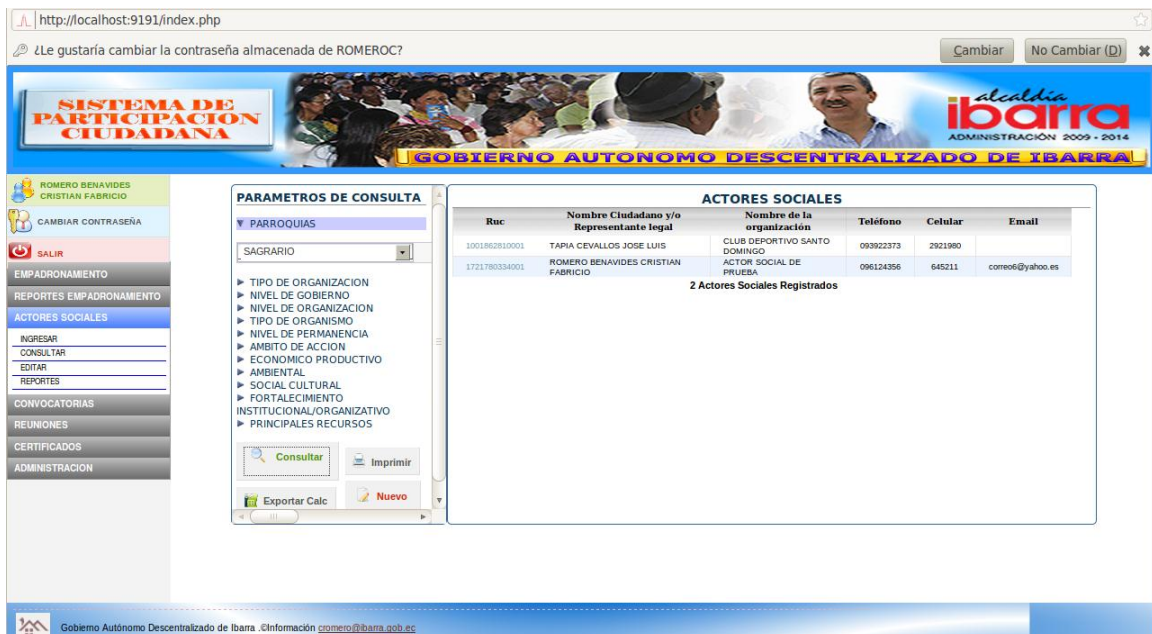 http://localhost:9191/index.php
¿Le gustaría cambiar la contraseña almacenada de ROMEROC?
Cambiar
No Cambiar (D)
SISTEMA DE
PARTICIPACION
CIUDADANA
alcaldía
ibarra
ADMINISTRACIÓN 2009 - 2014
GOBIERNO AUTONOMO DESCENTRALIZADO DE IBARRA
ROMERO BENAVIDES
CRISTIAN FABRICIO
CAMBIAR CONTRASEÑA
SALIR
EMPADRONAMIENTO
REPORTES EMPADRONAMIENTO
ACTORES SOCIALES
INGRESAR
CONSULTAR
EDITAR
REPORTES
CONVOCATORIAS
REUNIONES
CERTIFICADOS
ADMINISTRACION
PARAMETROS DE CONSULTA
PARROQUIAS
SAGRARIO
TIPO DE ORGANIZACION
NIVEL DE GOBIERNO
NIVEL DE ORGANIZACION
TIPO DE ORGANISMO
NIVEL DE PERMANENCIA
AMBITO DE ACCION
ECONOMICO PRODUCTIVO
AMBIENTAL
SOCIAL CULTURAL
FORTALECIMIENTO
INSTITUCIONAL/ORGANIZATIVO
PRINCIPALES RECURSOS
Consultar
Imprimir
Exportar Calc
Nuevo
ACTORES SOCIALES
Ruc
Nombre Ciudadano y/o
Representante legal
Nombre de la
organización
Teléfono
Celular
Email
1001862810001
TAPIA CEVALLOS JOSE LUIS
CLUB DEPORTIVO SANTO
DOMINGO
093922373
2921980
1721780334001
ROMERO BENAVIDES CRISTIAN
FABRICIO
ACTOR SOCIAL DE
PRUEBA
096124356
645211
correo6@yahoo.es
2 Actores Sociales Registrados
Gobierno Autónomo Descentralizado de Ibarra .©Información cromero@ibarra.gob.ec